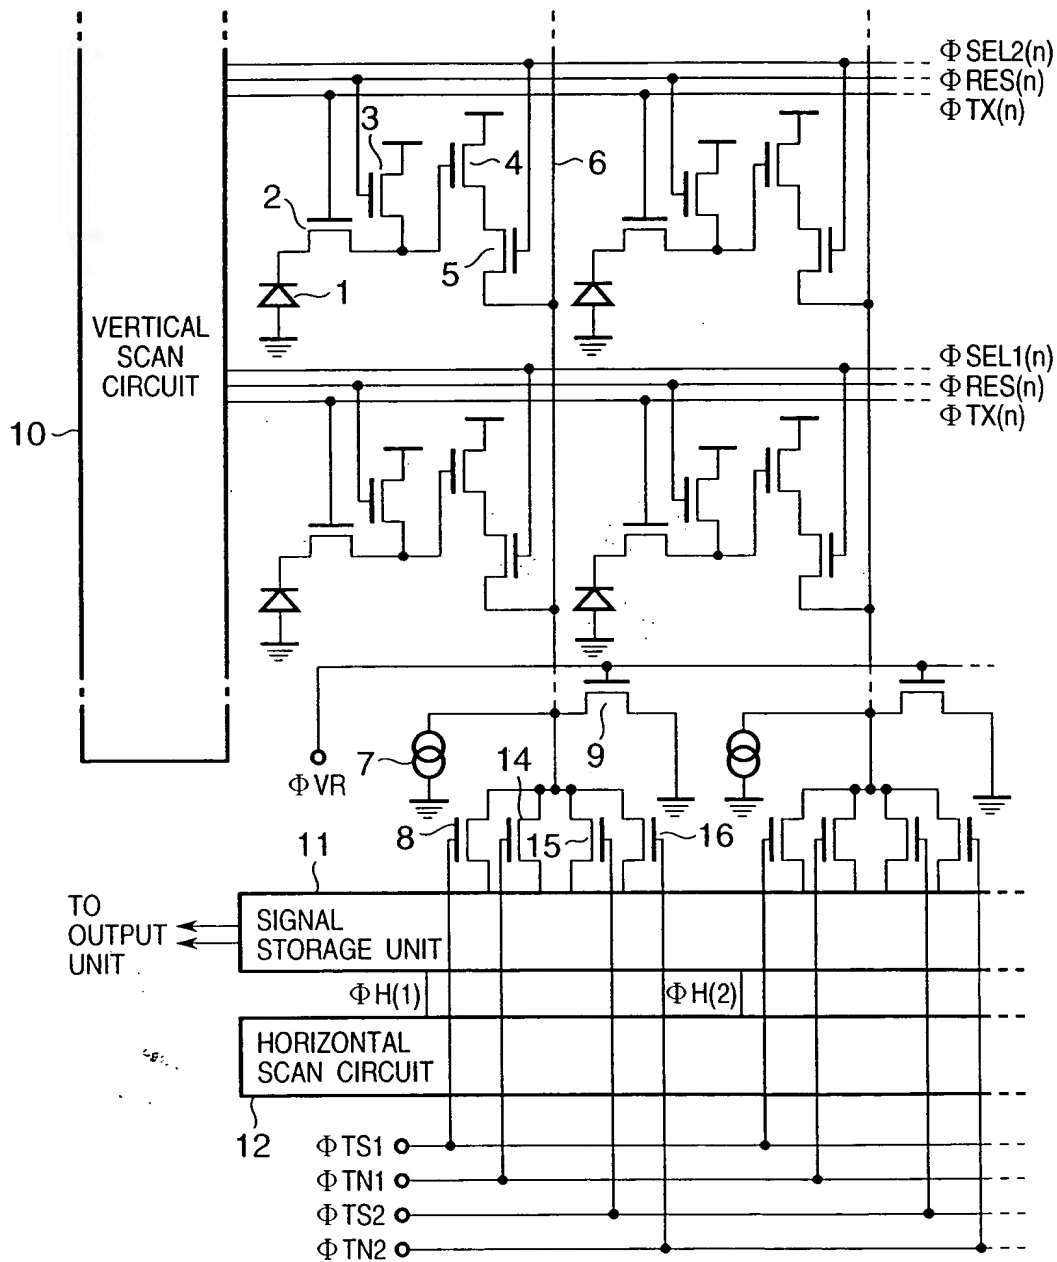 ΦSEL2(n)
ΦRES(n)
ΦTX(n)
3
4
6
2
5
1
VERTICAL
SCAN
CIRCUIT
ΦSEL1(n)
ΦRES(n)
ΦTX(n)
10
9
7
14
ΦVR
8
15
16
11
TO
OUTPUT
UNIT
SIGNAL
STORAGE UNIT
ΦH(1)
ΦH(2)
HORIZONTAL
SCAN CIRCUIT
12
ΦTS1
ΦTN1
ΦTS2
ΦTN2